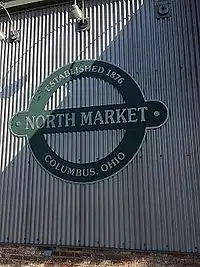 ESTABLISHED 1876
NORTH MARKET
COLUMBUS, OHIO